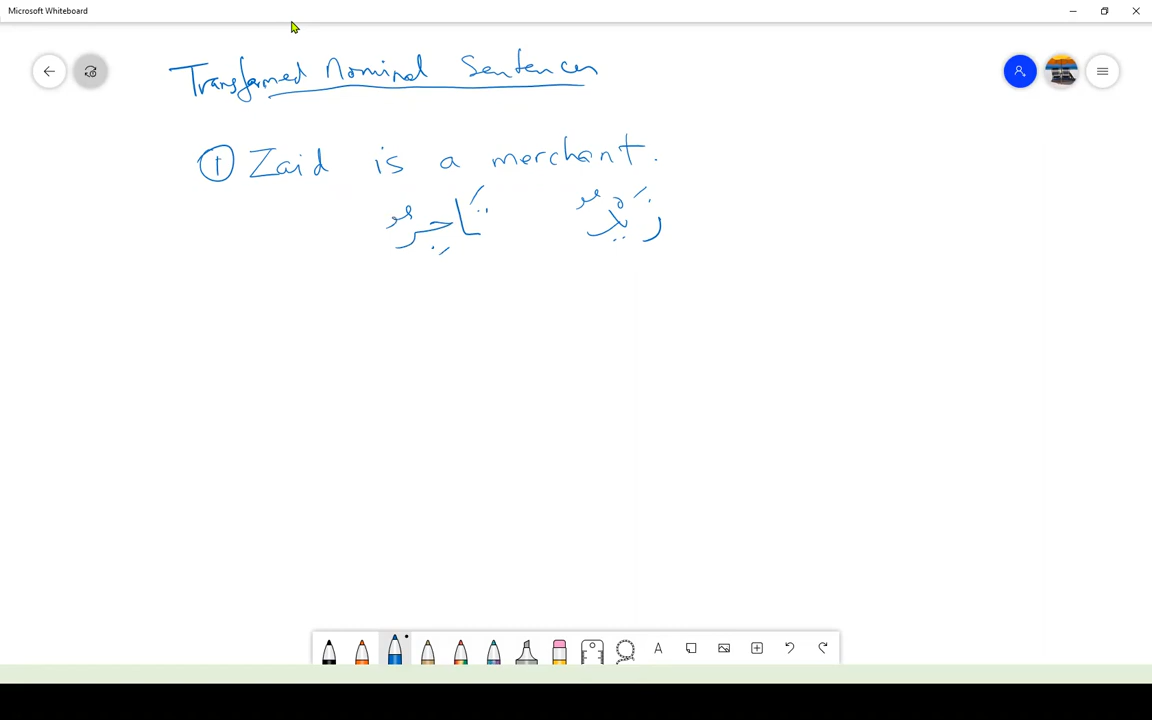 Microsoft Whiteboard
Transformed Nominal Sentences
① Zaid is a merchant.
زَيْدٌ تَاجِرٌ